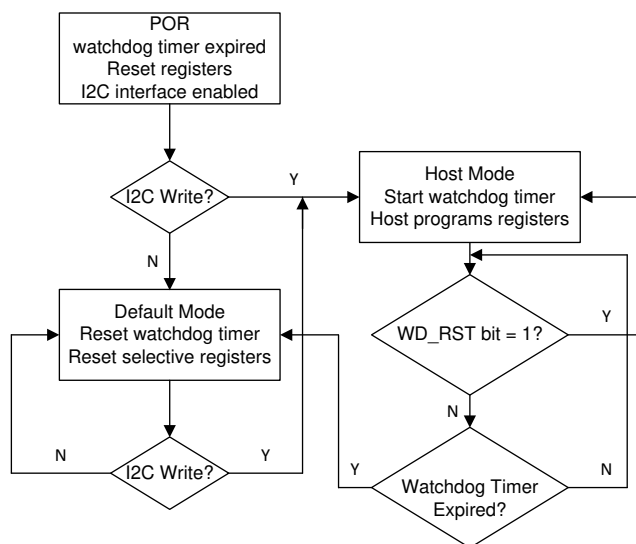 POR
watchdog timer expired
Reset registers
I2C interface enabled
I2C Write?
Y
N
Host Mode
Start watchdog timer
Host programs registers
Default Mode
Reset watchdog timer
Reset selective registers
WD_RST bit = 1?
Y
N
I2C Write?
N
Y
Watchdog Timer
Expired?
Y
N